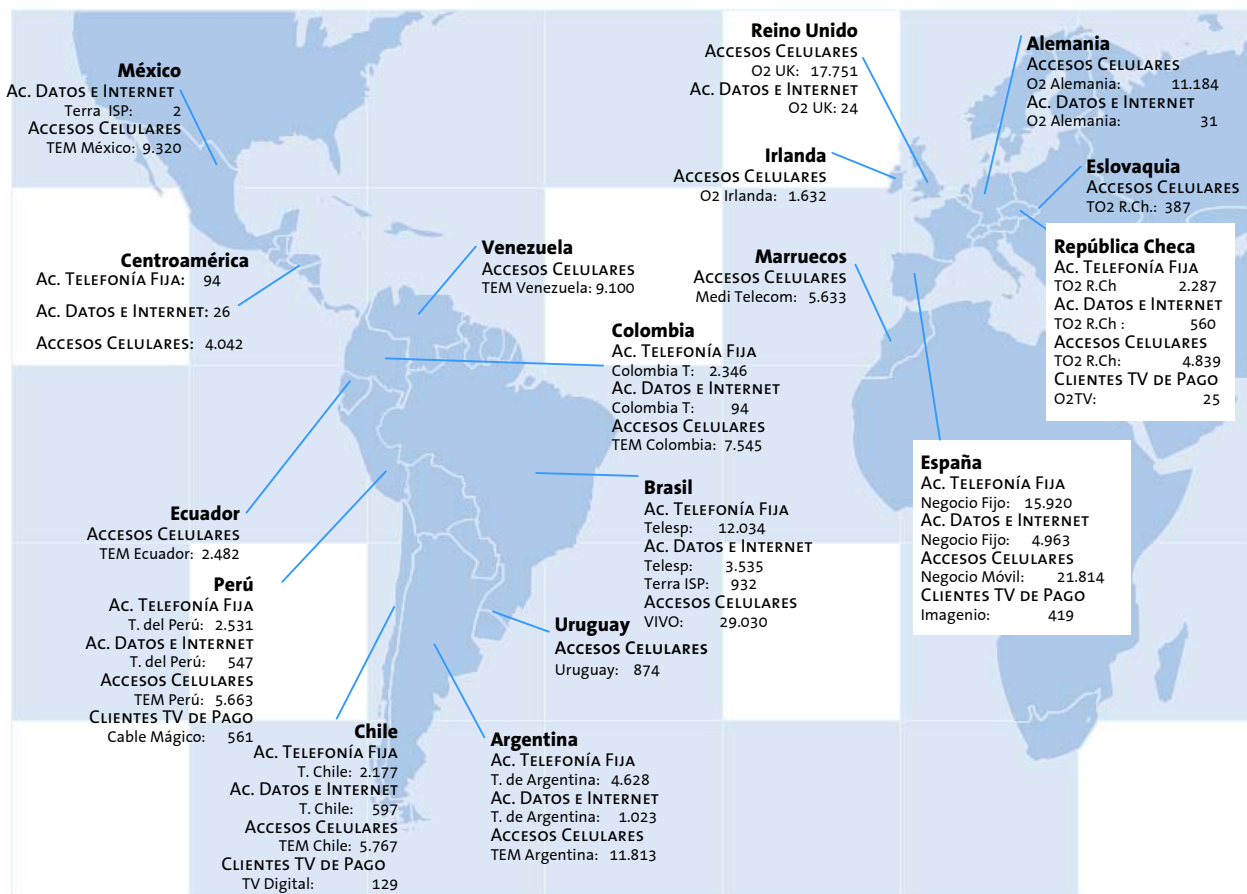 México
Ac. Datos e Internet
Terra ISP: 2
Accesos Celulares
TEM México: 9.320
Centroamérica
Ac. Telefonía Fija: 94
Ac. Datos e Internet: 26
Accesos Celulares: 4.042
Venezuela
Accesos Celulares
TEM Venezuela: 9.100
Colombia
Ac. Telefonía Fija
Colombia T: 2.346
Ac. Datos e Internet
Colombia T: 94
Accesos Celulares
TEM Colombia: 7.545
Ecuador
Accesos Celulares
TEM Ecuador: 2.482
Perú
Ac. Telefonía Fija
T. del Perú: 2.531
Ac. Datos e Internet
T. del Perú: 547
Accesos Celulares
TEM Perú: 5.663
Clientes TV de Pago
Cable Mágico: 561
Brasil
Ac. Telefonía Fija
Telesp: 12.034
Ac. Datos e Internet
Telesp: 3.535
Terra ISP: 932
Accesos Celulares
VIVO: 29.030
Uruguay
Accesos Celulares
Uruguay: 874
Chile
Ac. Telefonía Fija
T. Chile: 2.177
Ac. Datos e Internet
T. Chile: 597
Accesos Celulares
TEM Chile: 5.767
Clientes TV de Pago
TV Digital: 129
Argentina
Ac. Telefonía Fija
T. de Argentina: 4.628
Ac. Datos e Internet
T. de Argentina: 1.023
Accesos Celulares
TEM Argentina: 11.813
Reino Unido
Accesos Celulares
O2 UK: 17.751
Ac. Datos e Internet
O2 UK: 24
Irlanda
Accesos Celulares
O2 Irlanda: 1.632
Marruecos
Accesos Celulares
Medi Telecom: 5.633
Alemania
Accesos Celulares
O2 Alemania: 11.184
Ac. Datos e Internet
O2 Alemania: 31
Eslovaquia
Accesos Celulares
TO2 R.Ch.: 387
República Checa
Ac. Telefonía Fija
TO2 R.Ch 2.287
Ac. Datos e Internet
TO2 R.Ch : 560
Accesos Celulares
TO2 R.Ch: 4.839
Clientes TV de Pago
O2TV: 25
España
Ac. Telefonía Fija
Negocio Fijo: 15.920
Ac. Datos e Internet
Negocio Fijo: 4.963
Accesos Celulares
Negocio Móvil: 21.814
Clientes TV de Pago
Imagenio: 419